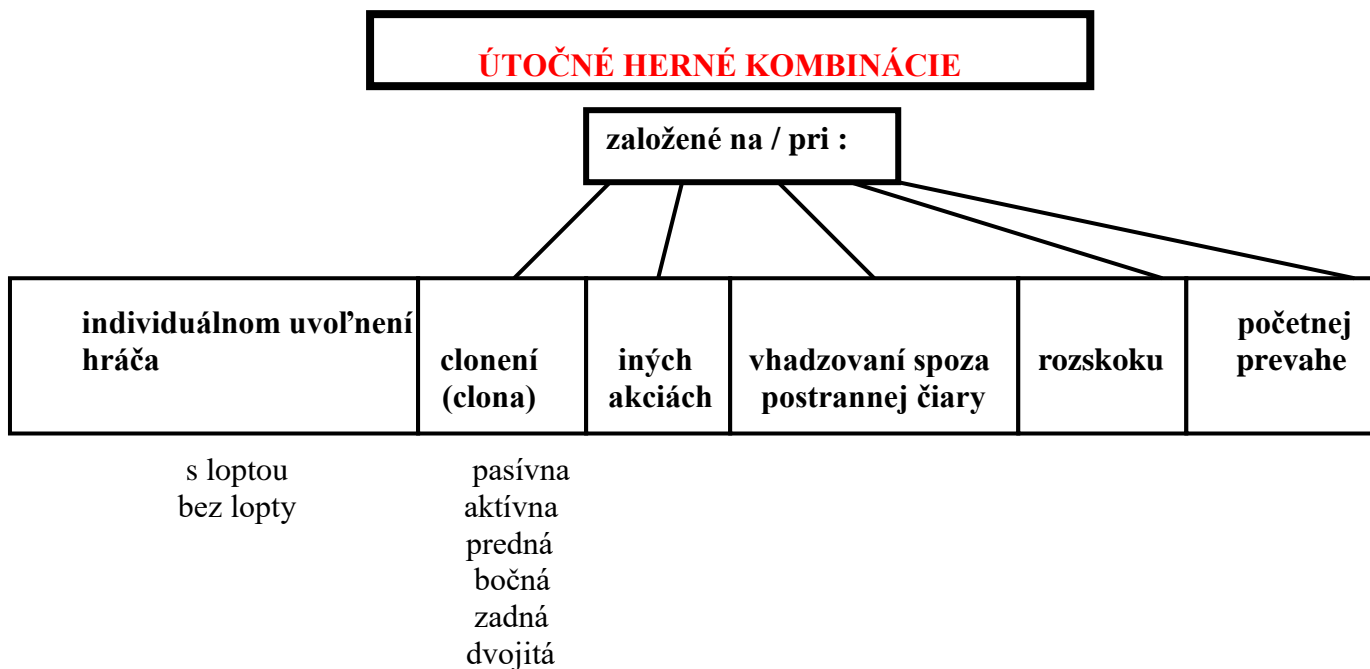 ÚTOČNÉ HERNÉ KOMBINÁCIE
založené na / pri :
individuálnom uvoľnení
hráča
clonení
(clona)
iných
akciách
vhadzovaní spoza
postrannej čiary
rozskoku
početnej
prevahe
s loptou
bez lopty
pasívna
aktívna
predná
bočná
zadná
dvojitá